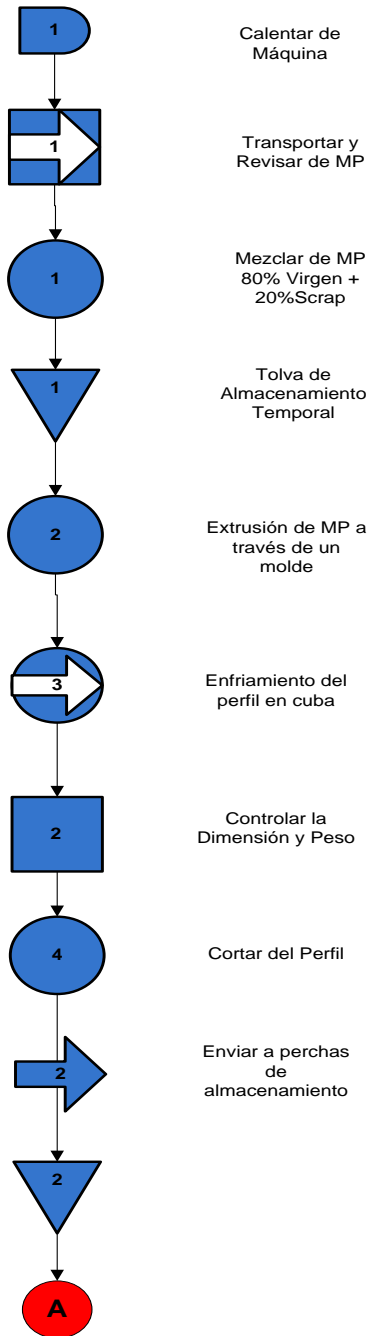 1
Calentar de
Máquina
1
Transportar y
Revisar de MP
1
Mezclar de MP
80% Virgen +
20%Scrap
1
Tolva de
Almacenamiento
Temporal
2
Extrusión de MP a
través de un
molde
3
Enfriamiento del
perfil en cuba
2
Controlar la
Dimensión y Peso
4
Cortar del Perfil
2
Enviar a perchas
de
almacenamiento
2
A